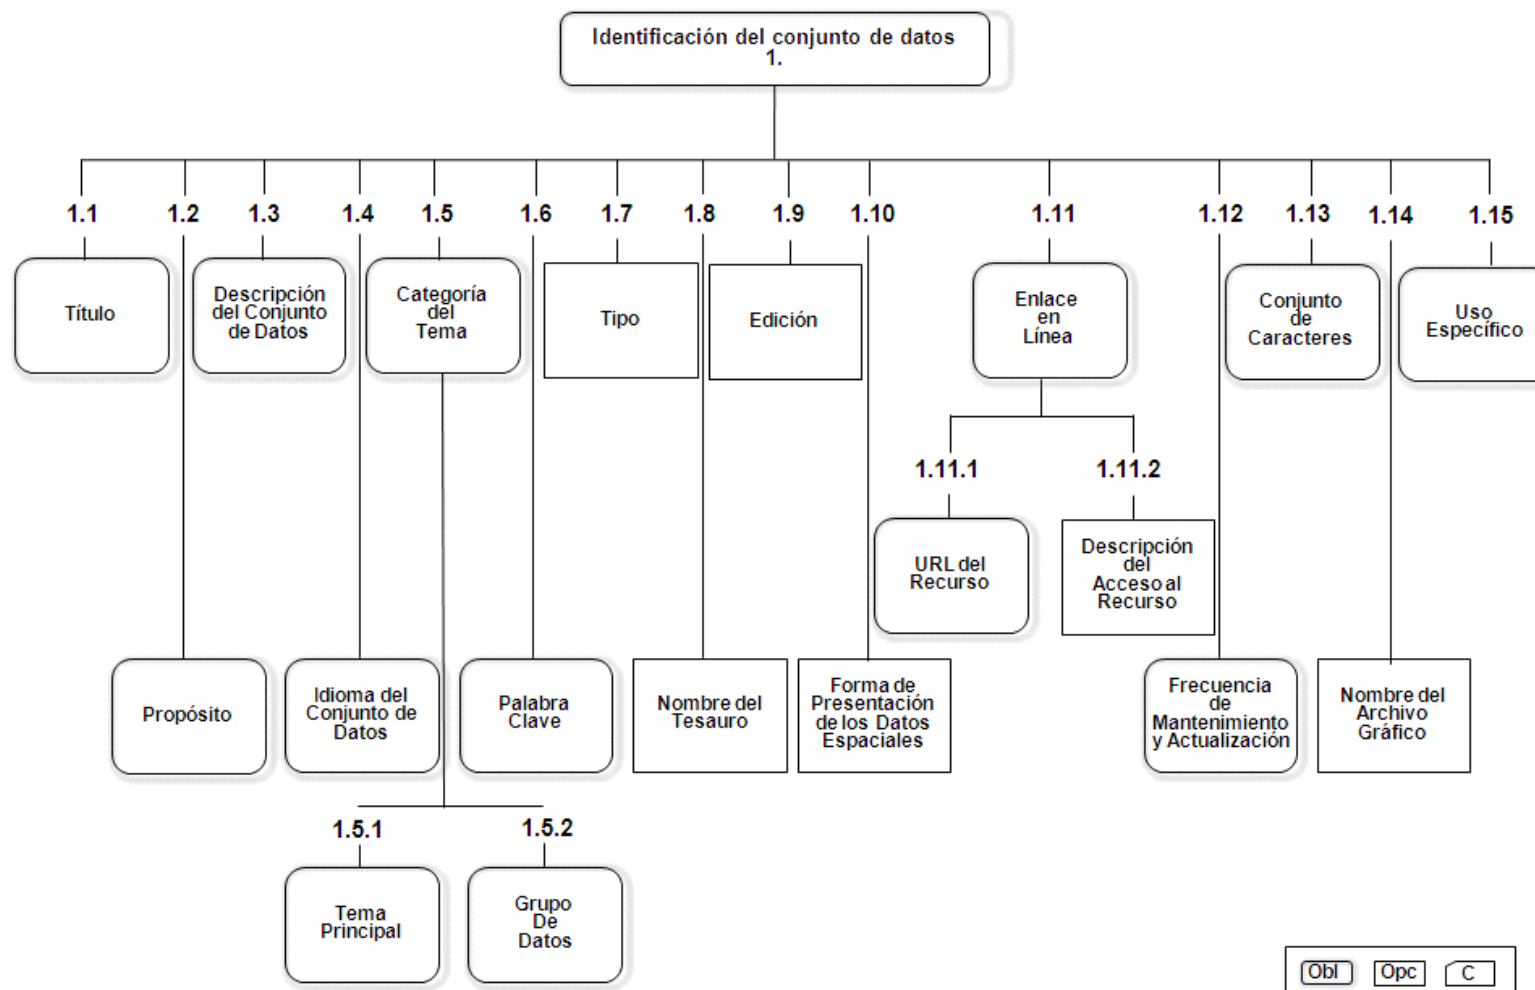 Identificación del conjunto de datos
1.
1.1
1.2
1.3
1.4
1.5
1.6
1.7
1.8
1.9
1.10
1.11
1.12
1.13
1.14
1.15
Título
Descripción
del Conjunto
de Datos
Categoría
del
Tema
Tipo
Edición
Enlace
en
Línea
Conjunto
de
Caracteres
Uso
Específico
1.11.1
1.11.2
URL del
Recurso
Descripción
del
Acceso al
Recurso
Propósito
Idioma del
Conjunto de
Datos
Palabra
Clave
Nombre del
Tesauro
Forma de
Presentación
de los Datos
Espaciales
Frecuencia
de
Mantenimiento
y Actualización
Nombre del
Archivo
Gráfico
1.5.1
1.5.2
Tema
Principal
Grupo
De
Datos
Obl
Opc
C